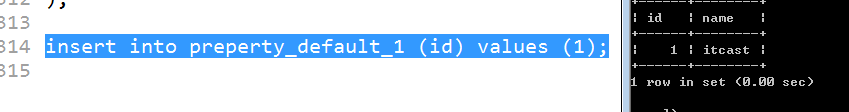 );
313
314 insert into preperty_default_1 (id) values (1);
315
+------+--------+
| id | name |
+------+--------+
| 1 | itcast |
+------+--------+
1 row in set (0.00 sec)